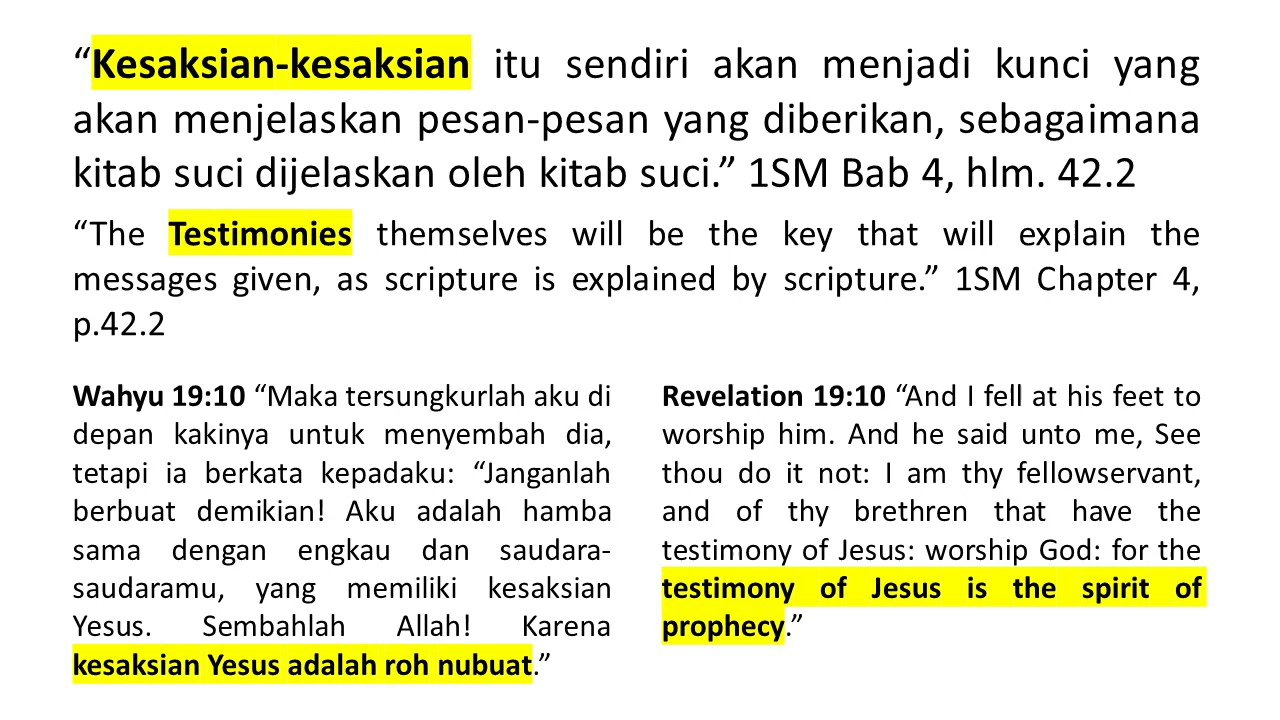 “Kesaksian-kesaksian itu sendiri akan menjadi kunci yang
akan menjelaskan pesan-pesan yang diberikan, sebagaimana
kitab suci dijelaskan oleh kitab suci.” 1SM Bab 4, hlm. 42.2
“The Testimonies themselves will be the key that will explain the
messages given, as scripture is explained by scripture.” 1SM Chapter 4,
p.42.2
Wahyu 19:10 “Maka tersungkurlah aku di
depan kakinya untuk menyembah dia,
tetapi ia berkata kepadaku: “Janganlah
berbuat demikian! Aku adalah hamba
sama dengan engkau dan saudara-
saudaramu, yang memiliki kesaksian
Yesus. Sembahlah Allah! Karena
kesaksian Yesus adalah roh nubuat.”
Revelation 19:10 “And I fell at his feet to
worship him. And he said unto me, See
thou do it not: I am thy fellowservant,
and of thy brethren that have the
testimony of Jesus: worship God: for the
testimony of Jesus is the spirit of
prophecy.”